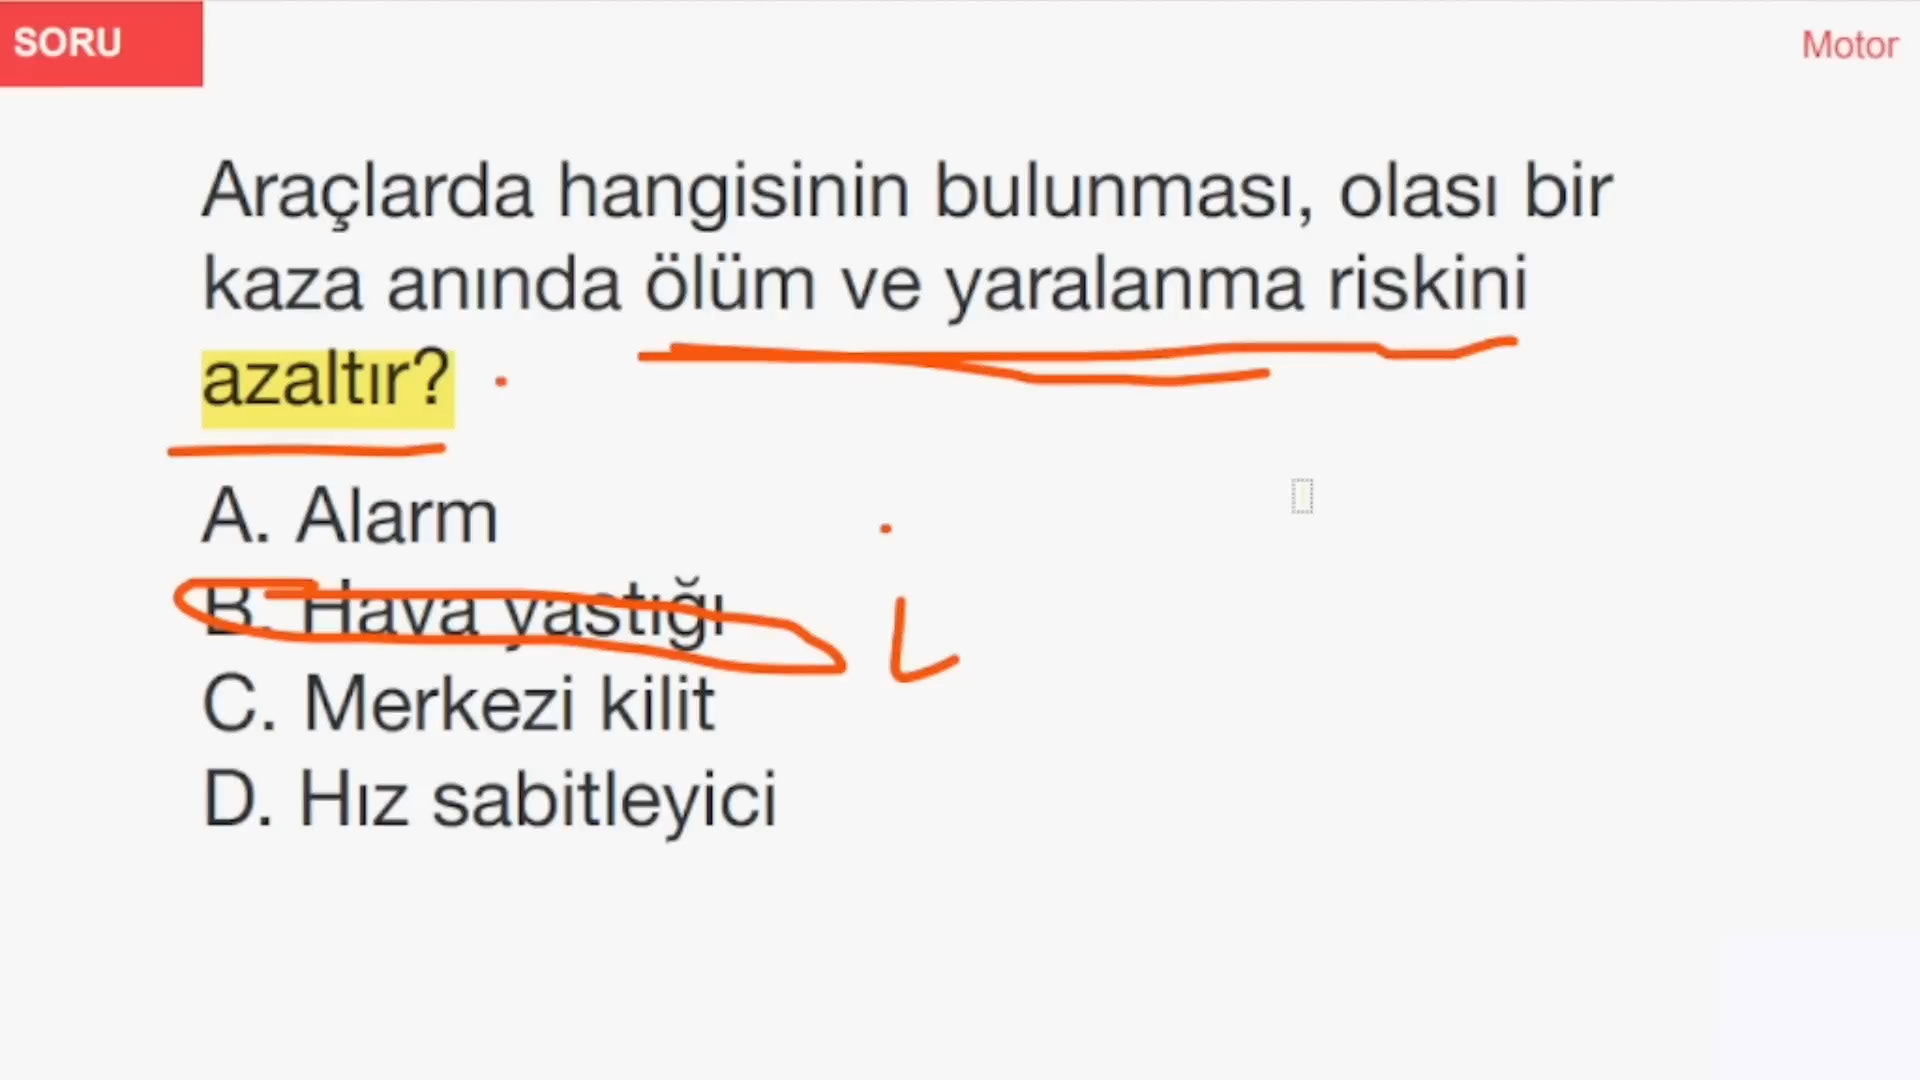 SORU
Motor
Araçlarda hangisinin bulunması, olası bir
kaza anında ölüm ve yaralanma riskini
azaltır?
A. Alarm
B. Hava yastığı
C. Merkezi kilit
D. Hız sabitleyici